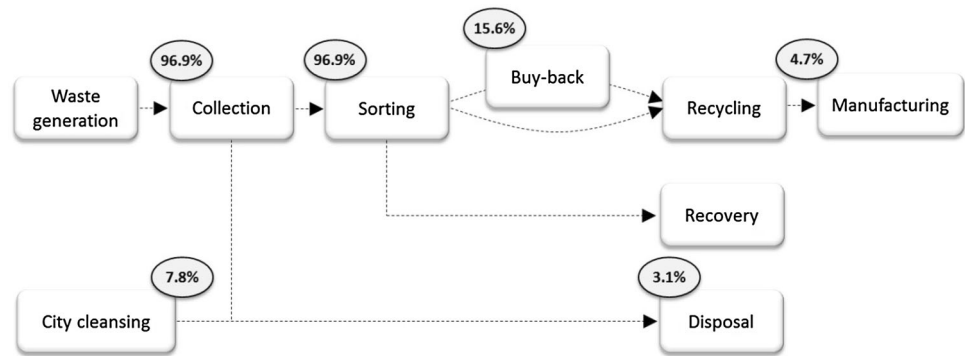 15.6%
96.9%
96.9%
4.7%
Buy-back
Waste
generation
Collection
Sorting
Recycling
Manufacturing
Recovery
7.8%
3.1%
City cleansing
Disposal